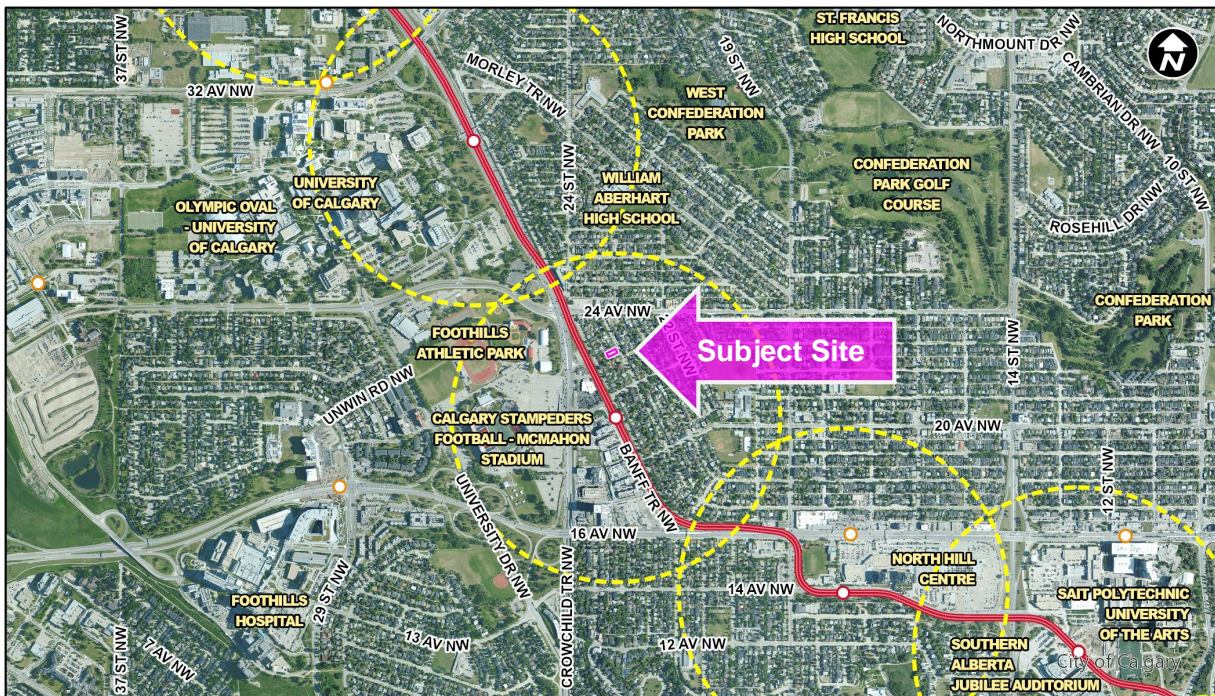 ST. FRANCIS
HIGH SCHOOL
NORTHMOUNT DR NW
37 ST NW
19 ST NW
CAMBRIAN DR NW
N
MORLEY TR NW
32 AV NW
WEST
CONFEDERATION
PARK
24 ST NW
CONFEDERATION
PARK GOLF
COURSE
10 ST NW
UNIVERSITY
OF CALGARY
WILLIAM
ABERHART
HIGH SCHOOL
OLYMPIC OVAL
- UNIVERSITY
OF CALGARY
ROSEHILL DR NW
CONFEDERATION
PARK
24 AV NW
FOOTHILLS
ATHLETIC PARK
Subject Site
14 ST NW
UNWIN RD NW
CALGARY STAMPEDERS
FOOTBALL - MCMAHON
STADIUM
20 AV NW
BANFF TR NW
UNIVERSITY DR NW
12 ST NW
16 AV NW
NORTH HILL
CENTRE
29 ST NW
CROWCHILD TR NW
14 AV NW
FOOTHILLS
HOSPITAL
SAIT POLYTECHNIC
UNIVERSITY
OF THE ARTS
37 ST NW
7 AV NW
13 AV NW
12 AV NW
SOUTHERN
ALBERTA
JUBILEE AUDITORIUM
City of Calgary